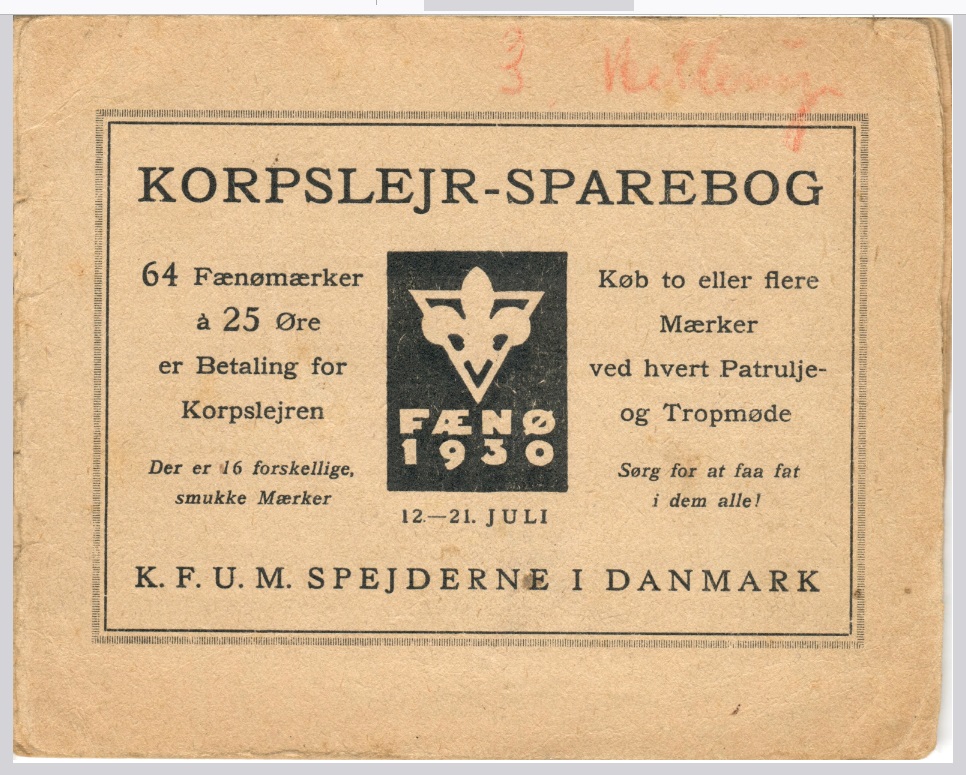 3.
KORPSLEJR-SPAREBOG
64 Fænømærker
à 25 Øre
er Betaling for
Korpslejren
Der er 16 forskellige,
smukke Mærker
FÆNØ
1930
12.—21. JULI
Køb to eller flere
Mærker
ved hvert Patrulje-
og Tropmøde
Sørg for at faa fat
i dem alle!
K. F. U. M. SPEJDERNE I DANMARK